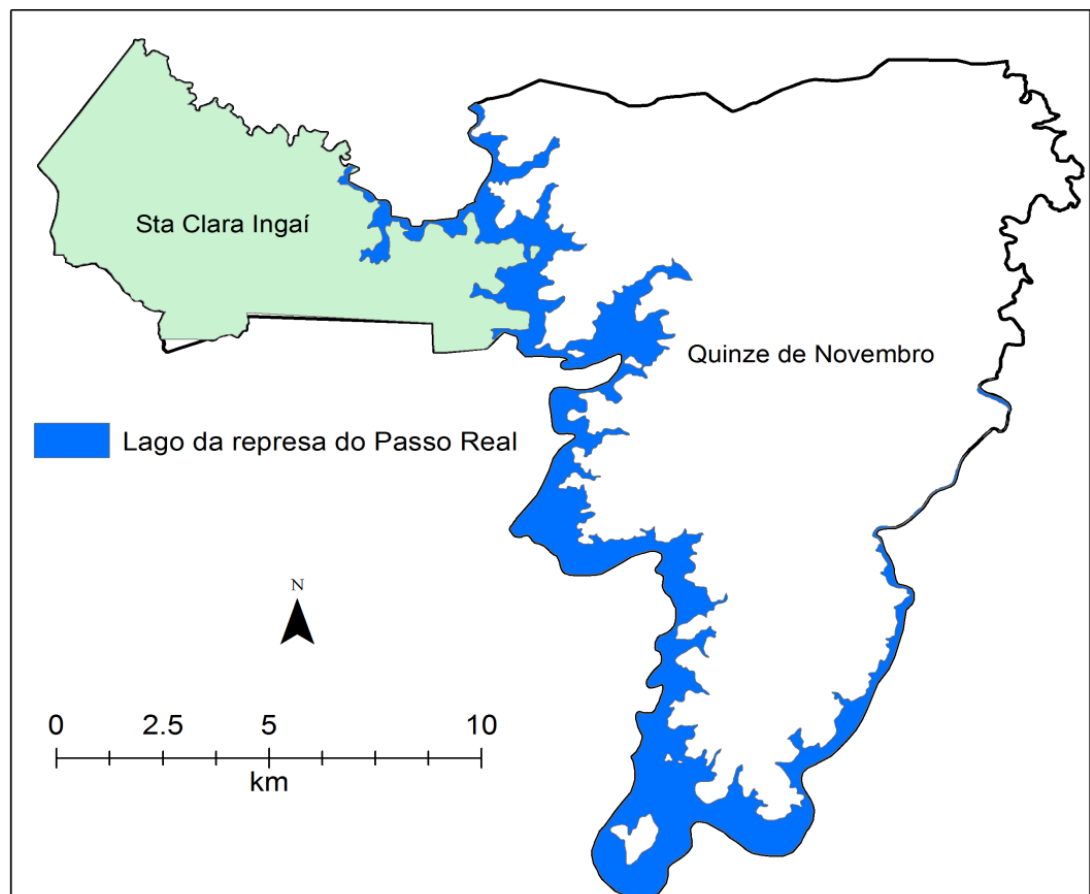 Sta Clara Ingaí
Quinze de Novembro
Lago da represa do Passo Real
N
0 2.5 5 10
km